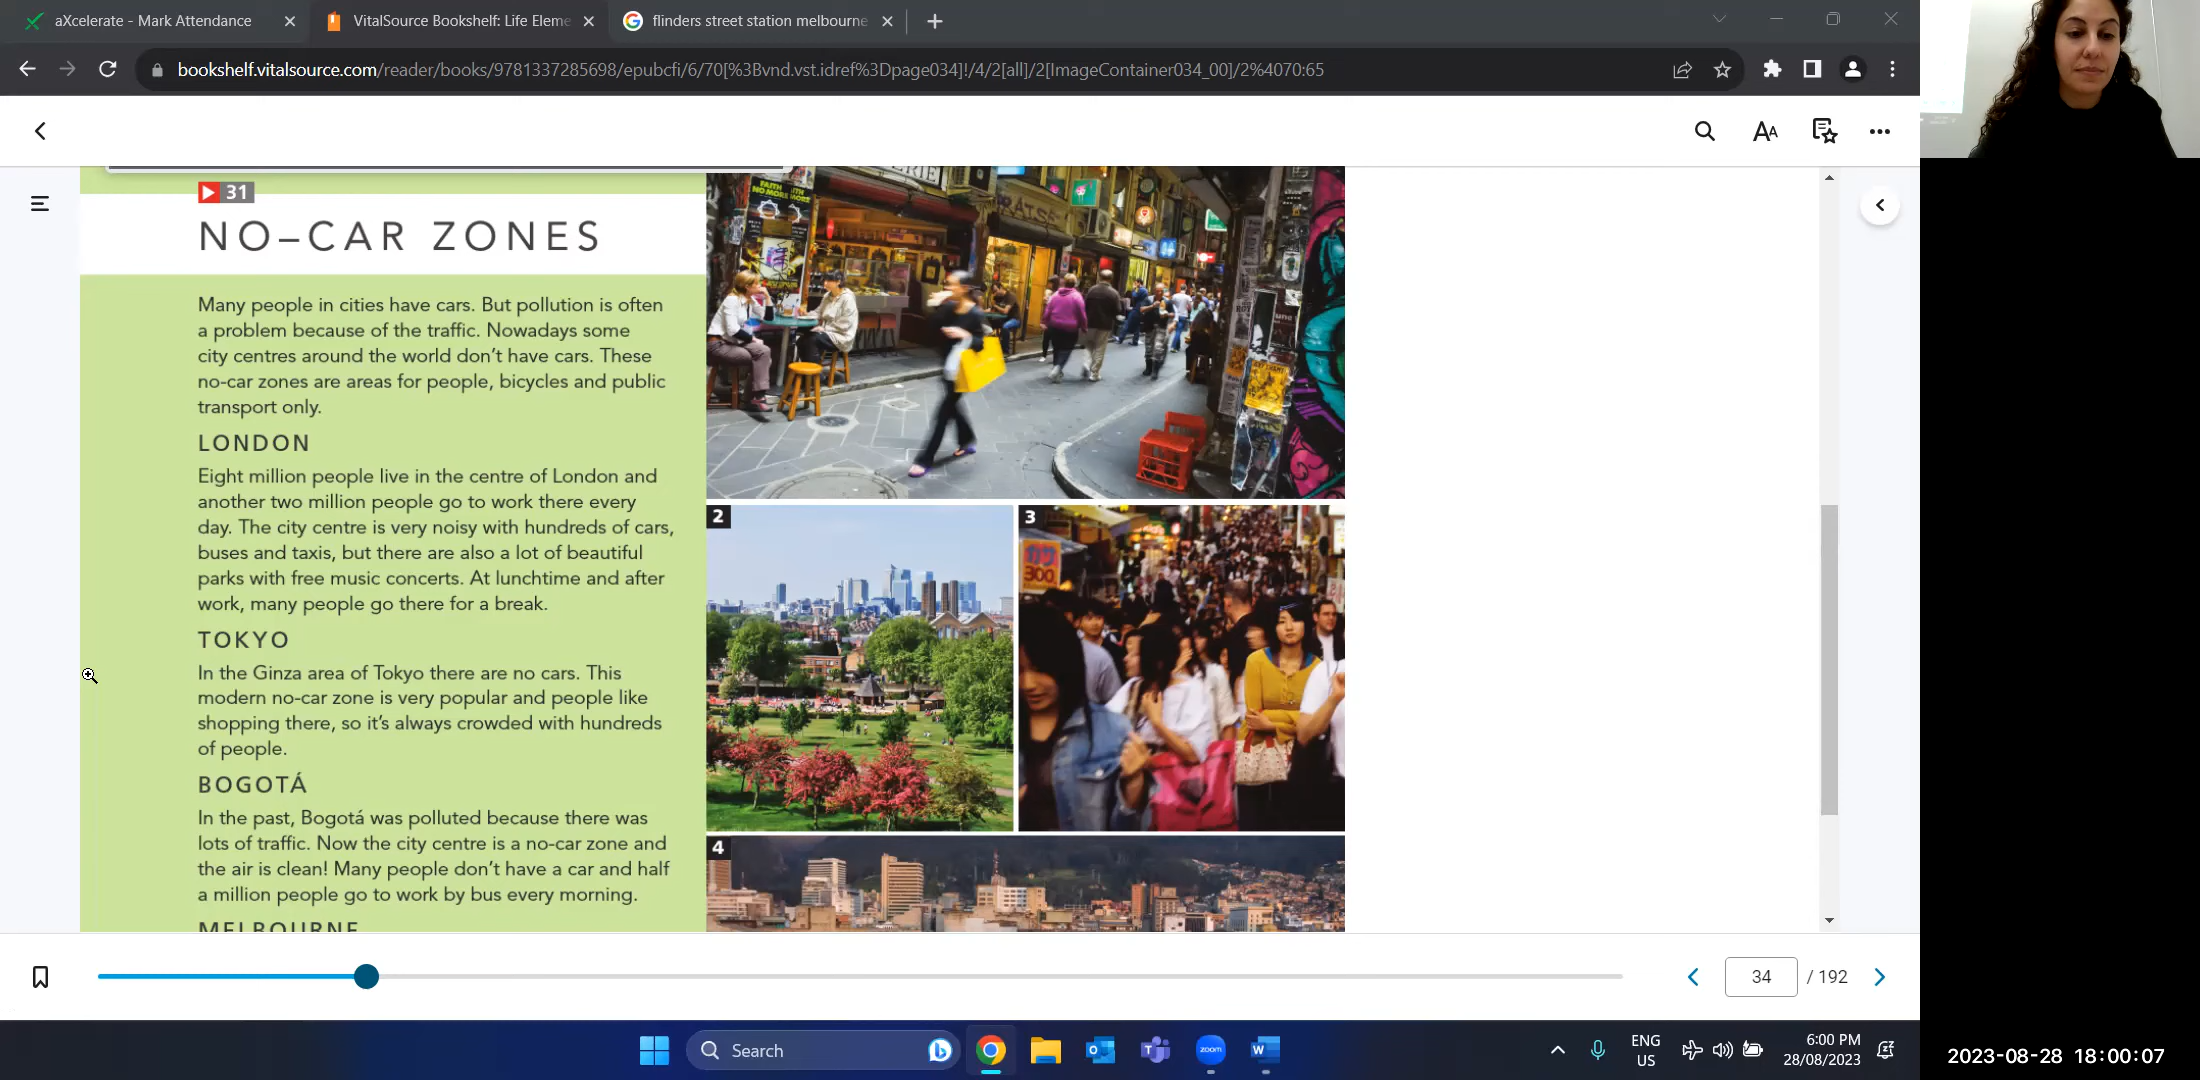 aXcelerate - Mark Attendance
VitalSource Bookshelf: Life Eleme
flinders street station melbourne
bookshelf.vitalsource.com/reader/books/9781337285698/epubcfi/6/70[%3Bvnd.vst.idref%3Dpage034]!/4/2[all]/2[ImageContainer034_00]/2%4070:65
31
NO–CAR ZONES
Many people in cities have cars. But pollution is often
a problem because of the traffic. Nowadays some
city centres around the world don't have cars. These
no-car zones are areas for people, bicycles and public
transport only.
LONDON
Eight million people live in the centre of London and
another two million people go to work there every
day. The city centre is very noisy with hundreds of cars,
buses and taxis, but there are also a lot of beautiful
parks with free music concerts. At lunchtime and after
work, many people go there for a break.
TOKYO
In the Ginza area of Tokyo there are no cars. This
modern no-car zone is very popular and people like
shopping there, so it's always crowded with hundreds
of people.
BOGOTÁ
In the past, Bogotá was polluted because there was
lots of traffic. Now the city centre is a no-car zone and
the air is clean! Many people don't have a car and half
a million people go to work by bus every morning.
MELBOURNE
FAITH
NO MORE
2
3
300
4
34 / 192
Search
zoom
ENG
US
6:00 PM
28/08/2023
2023-08-28 18:00:07